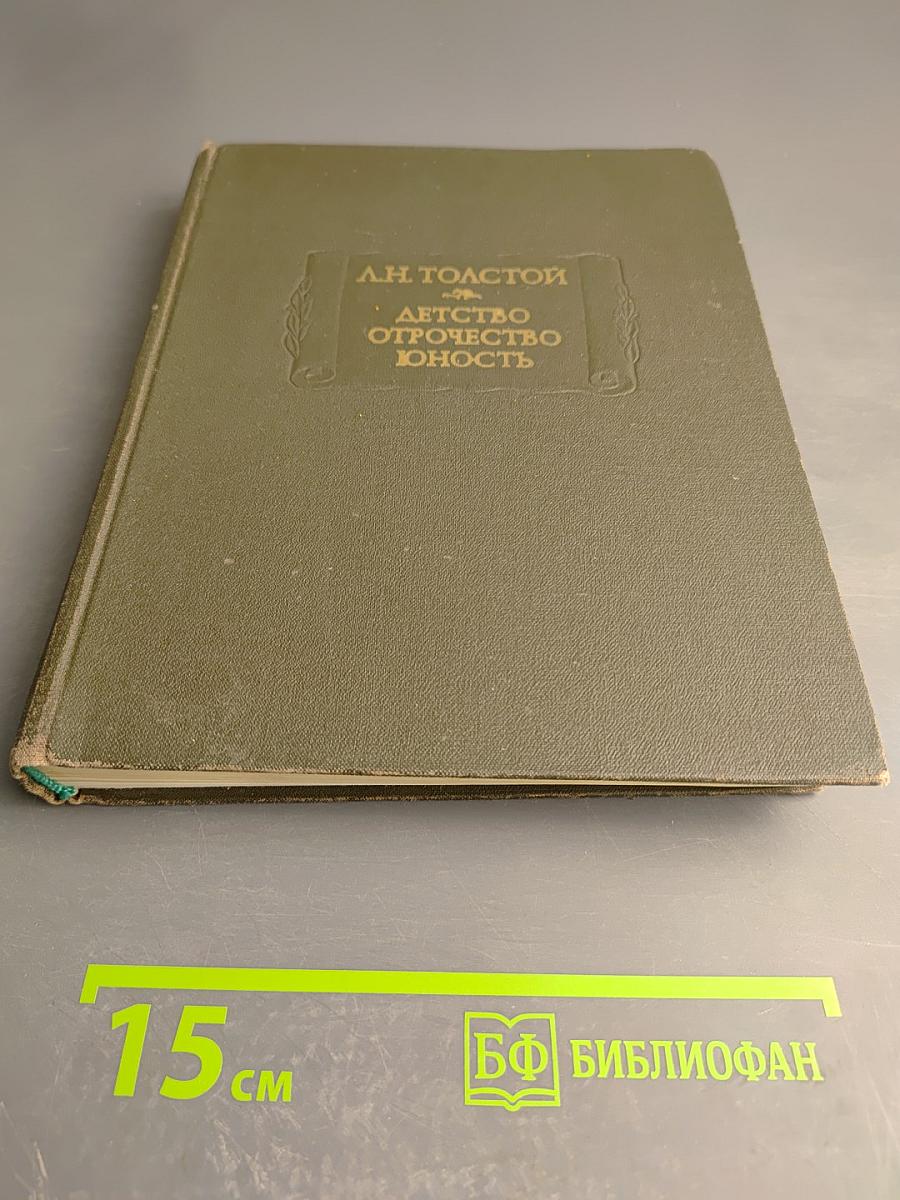 Л.Н. ТОЛСТОЙ
ДЕТСТВО
ОТРОЧЕСТВО
ЮНОСТЬ
15 см
БФ БИБЛИОФАН